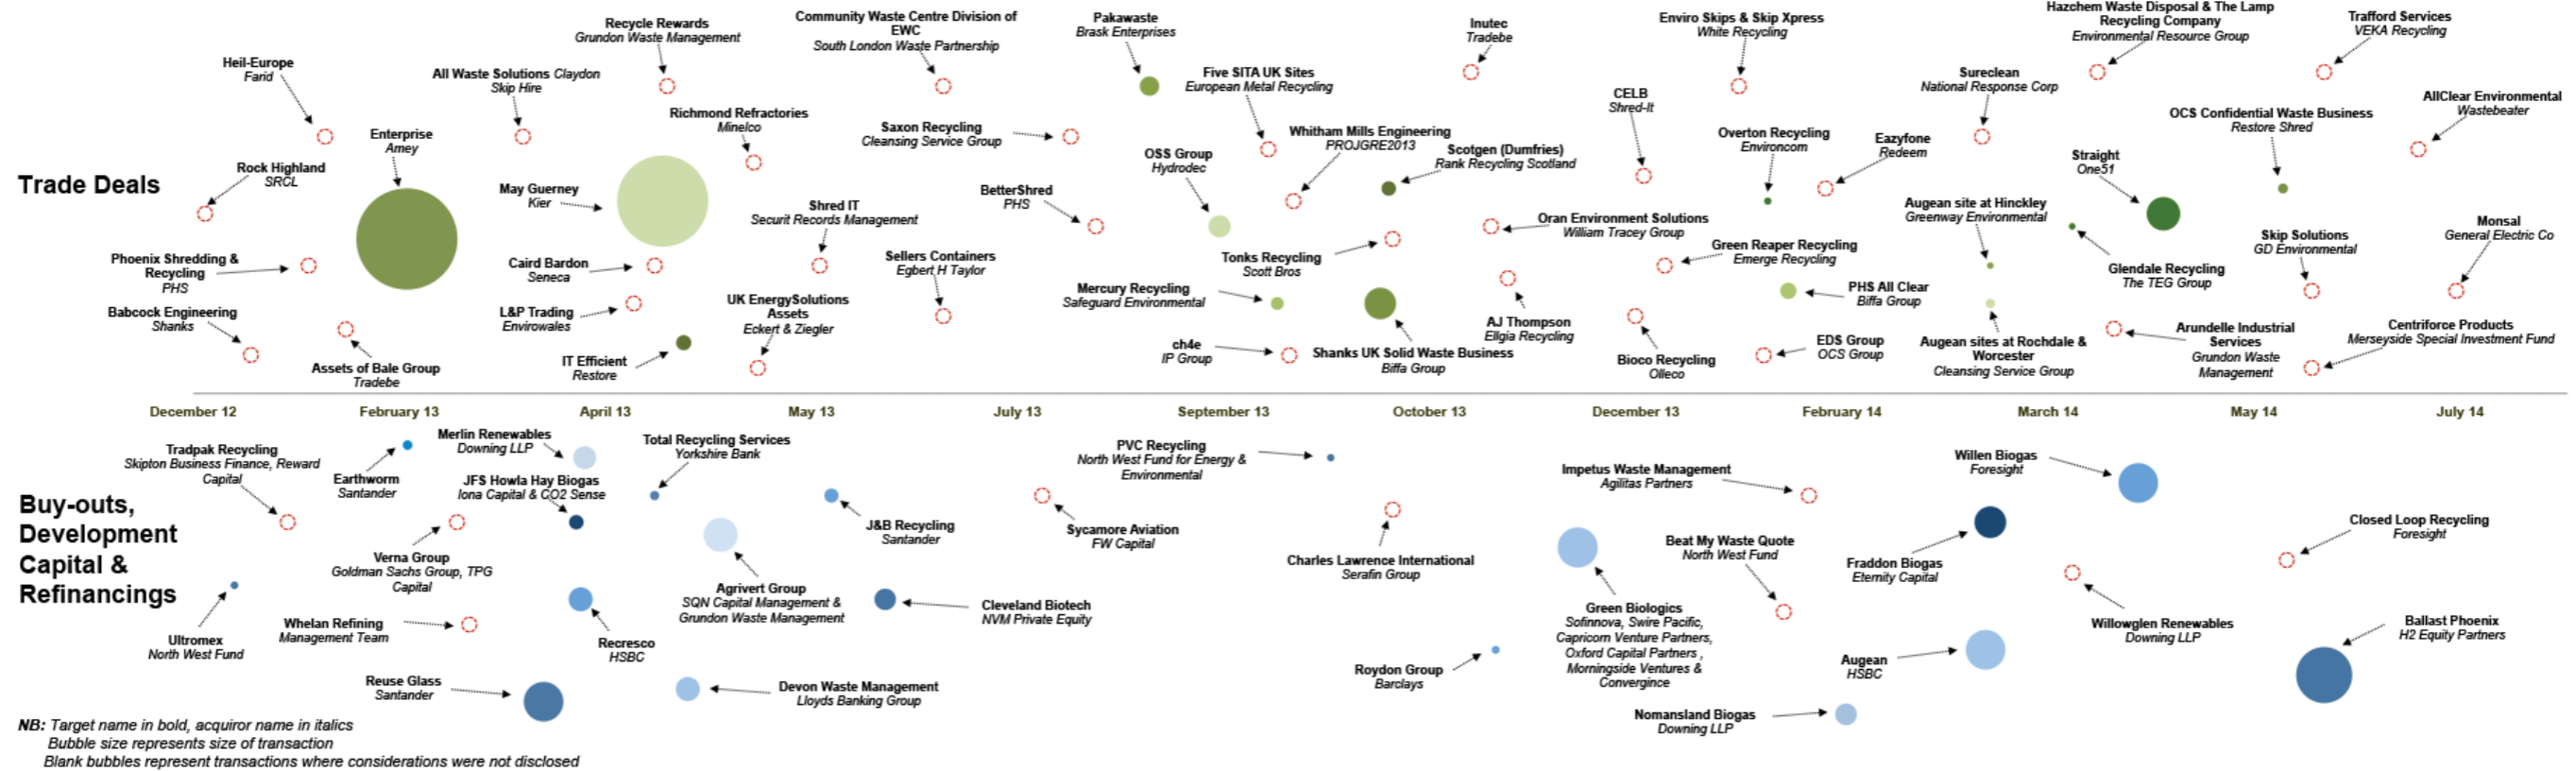 Trade Deals
Heil-Europe
Farid
Rock Highland
SRCL
Phoenix Shredding &
Recycling
PHS
Babcock Engineering
Shanks
Enterprise
Amey
Assets of Bale Group
Tradebe
All Waste Solutions Claydon
Skip Hire
Recycle Rewards
Grundon Waste Management
May Guerney
Kier
Caird Bardon
Seneca
L&P Trading
Envirowales
IT Efficient
Restore
Richmond Refractories
Minelco
Shred IT
Securit Records Management
UK EnergySolutions
Assets
Eckert & Ziegler
Community Waste Centre Division of
EWC
South London Waste Partnership
Saxon Recycling
Cleansing Service Group
Sellers Containers
Egbert H Taylor
BetterShred
PHS
Pakawaste
Brask Enterprises
OSS Group
Hydrodec
Mercury Recycling
Safeguard Environmental
ch4e
IP Group
Five SITA UK Sites
European Metal Recycling
Whitham Mills Engineering
PROJGRE2013
Tonks Recycling
Scott Bros
Scotgen (Dumfries)
Rank Recycling Scotland
Shanks UK Solid Waste Business
Biffa Group
Inutec
Tradebe
Oran Environment Solutions
William Tracey Group
AJ Thompson
Ellgia Recycling
CELB
Shred-It
Enviro Skips & Skip Xpress
White Recycling
Overton Recycling
Environcom
Green Reaper Recycling
Emerge Recycling
Bioco Recycling
Olleco
Eazyfone
Redeem
PHS All Clear
Biffa Group
EDS Group
OCS Group
Sureclean
National Response Corp
Augean site at Hinckley
Greenway Environmental
Augean sites at Rochdale &
Worcester
Cleansing Service Group
Hazchem Waste Disposal & The Lamp
Recycling Company
Environmental Resource Group
Straight
One51
Glendale Recycling
The TEG Group
Arundelle Industrial
Services
Grundon Waste
Management
Trafford Services
VEKA Recycling
OCS Confidential Waste Business
Restore Shred
Skip Solutions
GD Environmental
AllClear Environmental
Wastebeater
Monsal
General Electric Co
Centriforce Products
Merseyside Special Investment Fund
December 12
February 13
April 13
May 13
July 13
September 13
October 13
December 13
February 14
March 14
May 14
July 14
Buy-outs,
Development
Capital &
Refinancings
Tradpak Recycling
Skipton Business Finance, Reward
Capital
Ultromex
North West Fund
Earthworm
Santander
Verna Group
Goldman Sachs Group, TPG
Capital
Whelan Refining
Management Team
Reuse Glass
Santander
Merlin Renewables
Downing LLP
JFS Howla Hay Biogas
Iona Capital & CO2 Sense
Recresco
HSBC
Total Recycling Services
Yorkshire Bank
Agrivert Group
SQN Capital Management &
Grundon Waste Management
Devon Waste Management
Lloyds Banking Group
J&B Recycling
Santander
Cleveland Biotech
NVM Private Equity
Sycamore Aviation
FW Capital
PVC Recycling
North West Fund for Energy &
Environmental
Charles Lawrence International
Serafin Group
Roydon Group
Barclays
Green Biologics
Sofinnova, Swire Pacific,
Capricorn Venture Partners,
Oxford Capital Partners ,
Morningside Ventures &
Convergince
Impetus Waste Management
Agilitas Partners
Beat My Waste Quote
North West Fund
Nomansland Biogas
Downing LLP
Fraddon Biogas
Eternity Capital
Augean
HSBC
Willen Biogas
Foresight
Willowglen Renewables
Downing LLP
Closed Loop Recycling
Foresight
Ballast Phoenix
H2 Equity Partners
NB: Target name in bold, acquiror name in italics
Bubble size represents size of transaction
Blank bubbles represent transactions where considerations were not disclosed